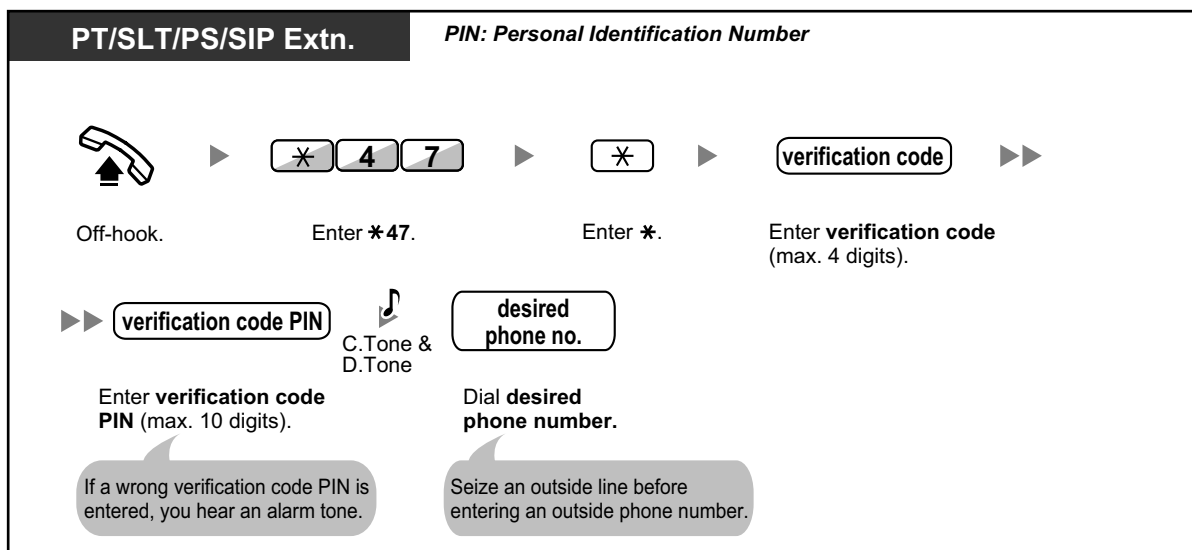 PT/SLT/PS/SIP Extn.
PIN: Personal Identification Number
✱ 4 7
✱
verification code
Off-hook.
Enter ✱47.
Enter ✱.
Enter verification code
(max. 4 digits).
verification code PIN
C.Tone &
D.Tone
desired
phone no.
Enter verification code
PIN (max. 10 digits).
Dial desired
phone number.
If a wrong verification code PIN is
entered, you hear an alarm tone.
Seize an outside line before
entering an outside phone number.